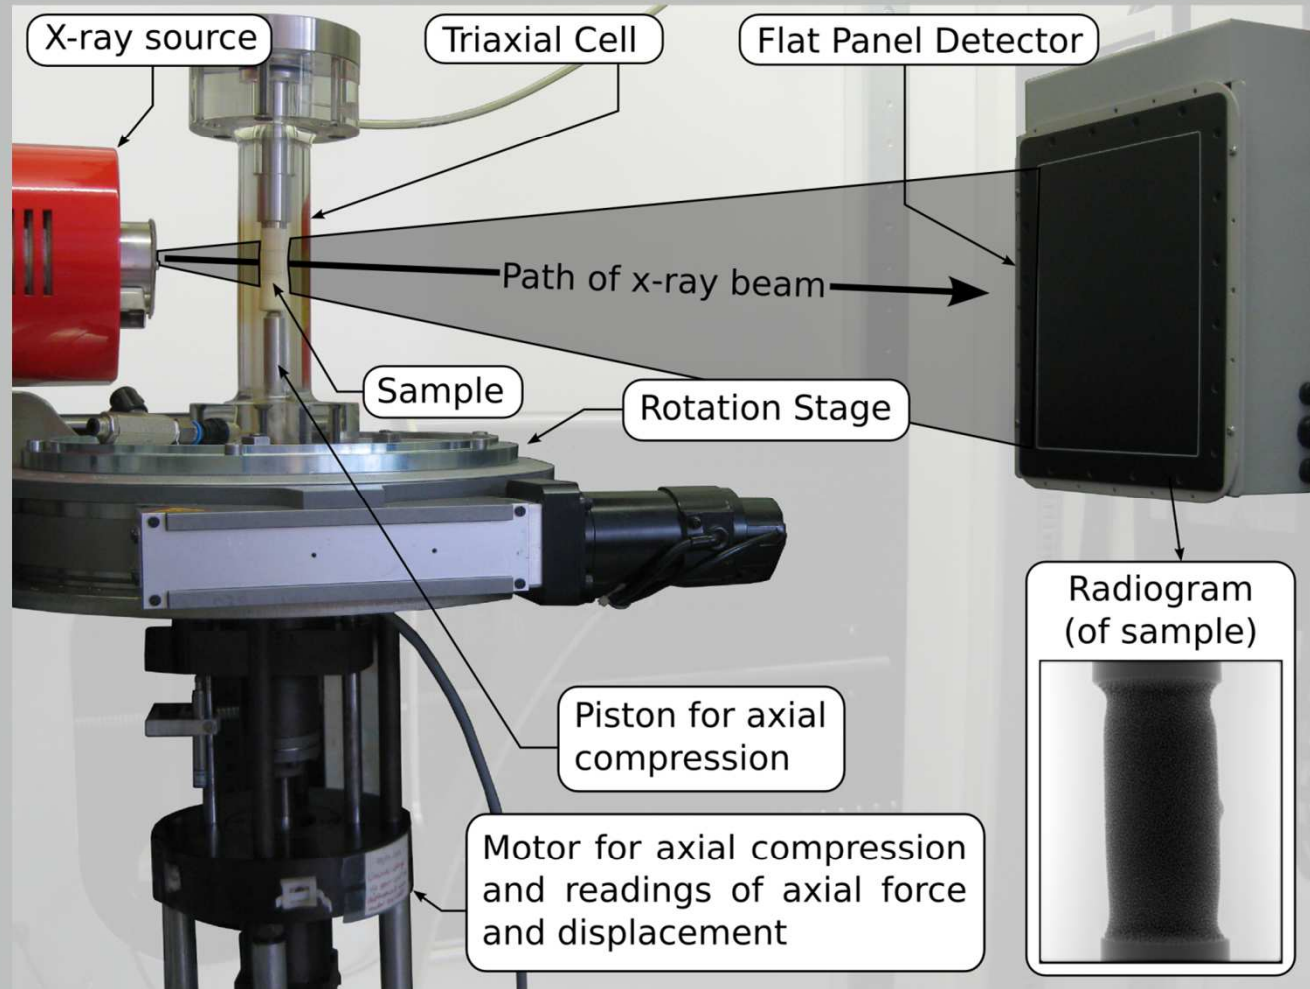 X-ray source
Triaxial Cell
Flat Panel Detector
Path of x-ray beam
Sample
Rotation Stage
Radiogram
(of sample)
Piston for axial
compression
Motor for axial compression
and readings of axial force
and displacement